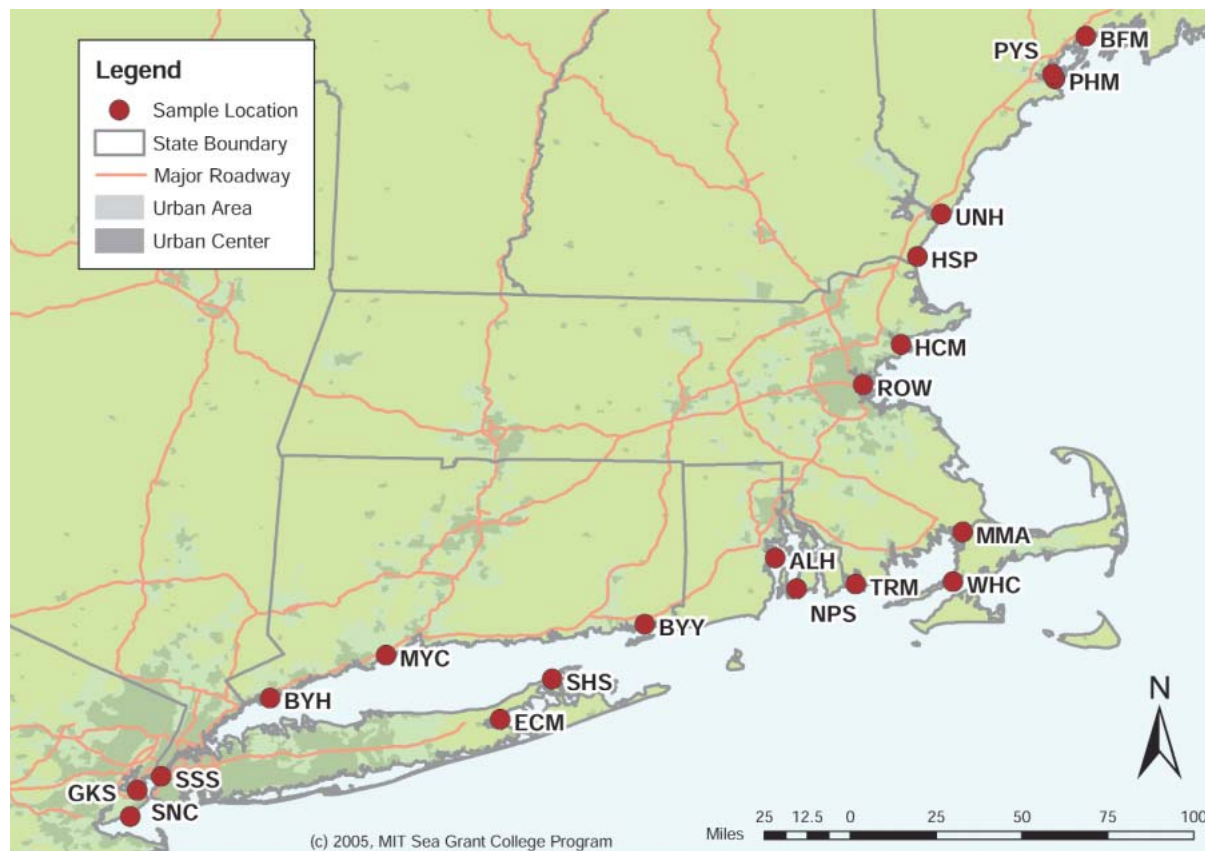 Legend
Sample Location
State Boundary
Major Roadway
Urban Area
Urban Center
PYS
BFM
PHM
UNH
HSP
HCM
ROW
MMA
ALH
TRM
WHC
NPS
BYY
MYC
SHS
BYH
ECM
SSS
GKS
SNC
N
25 12.5 0 25 50 75 100
Miles
(c) 2005, MIT Sea Grant College Program